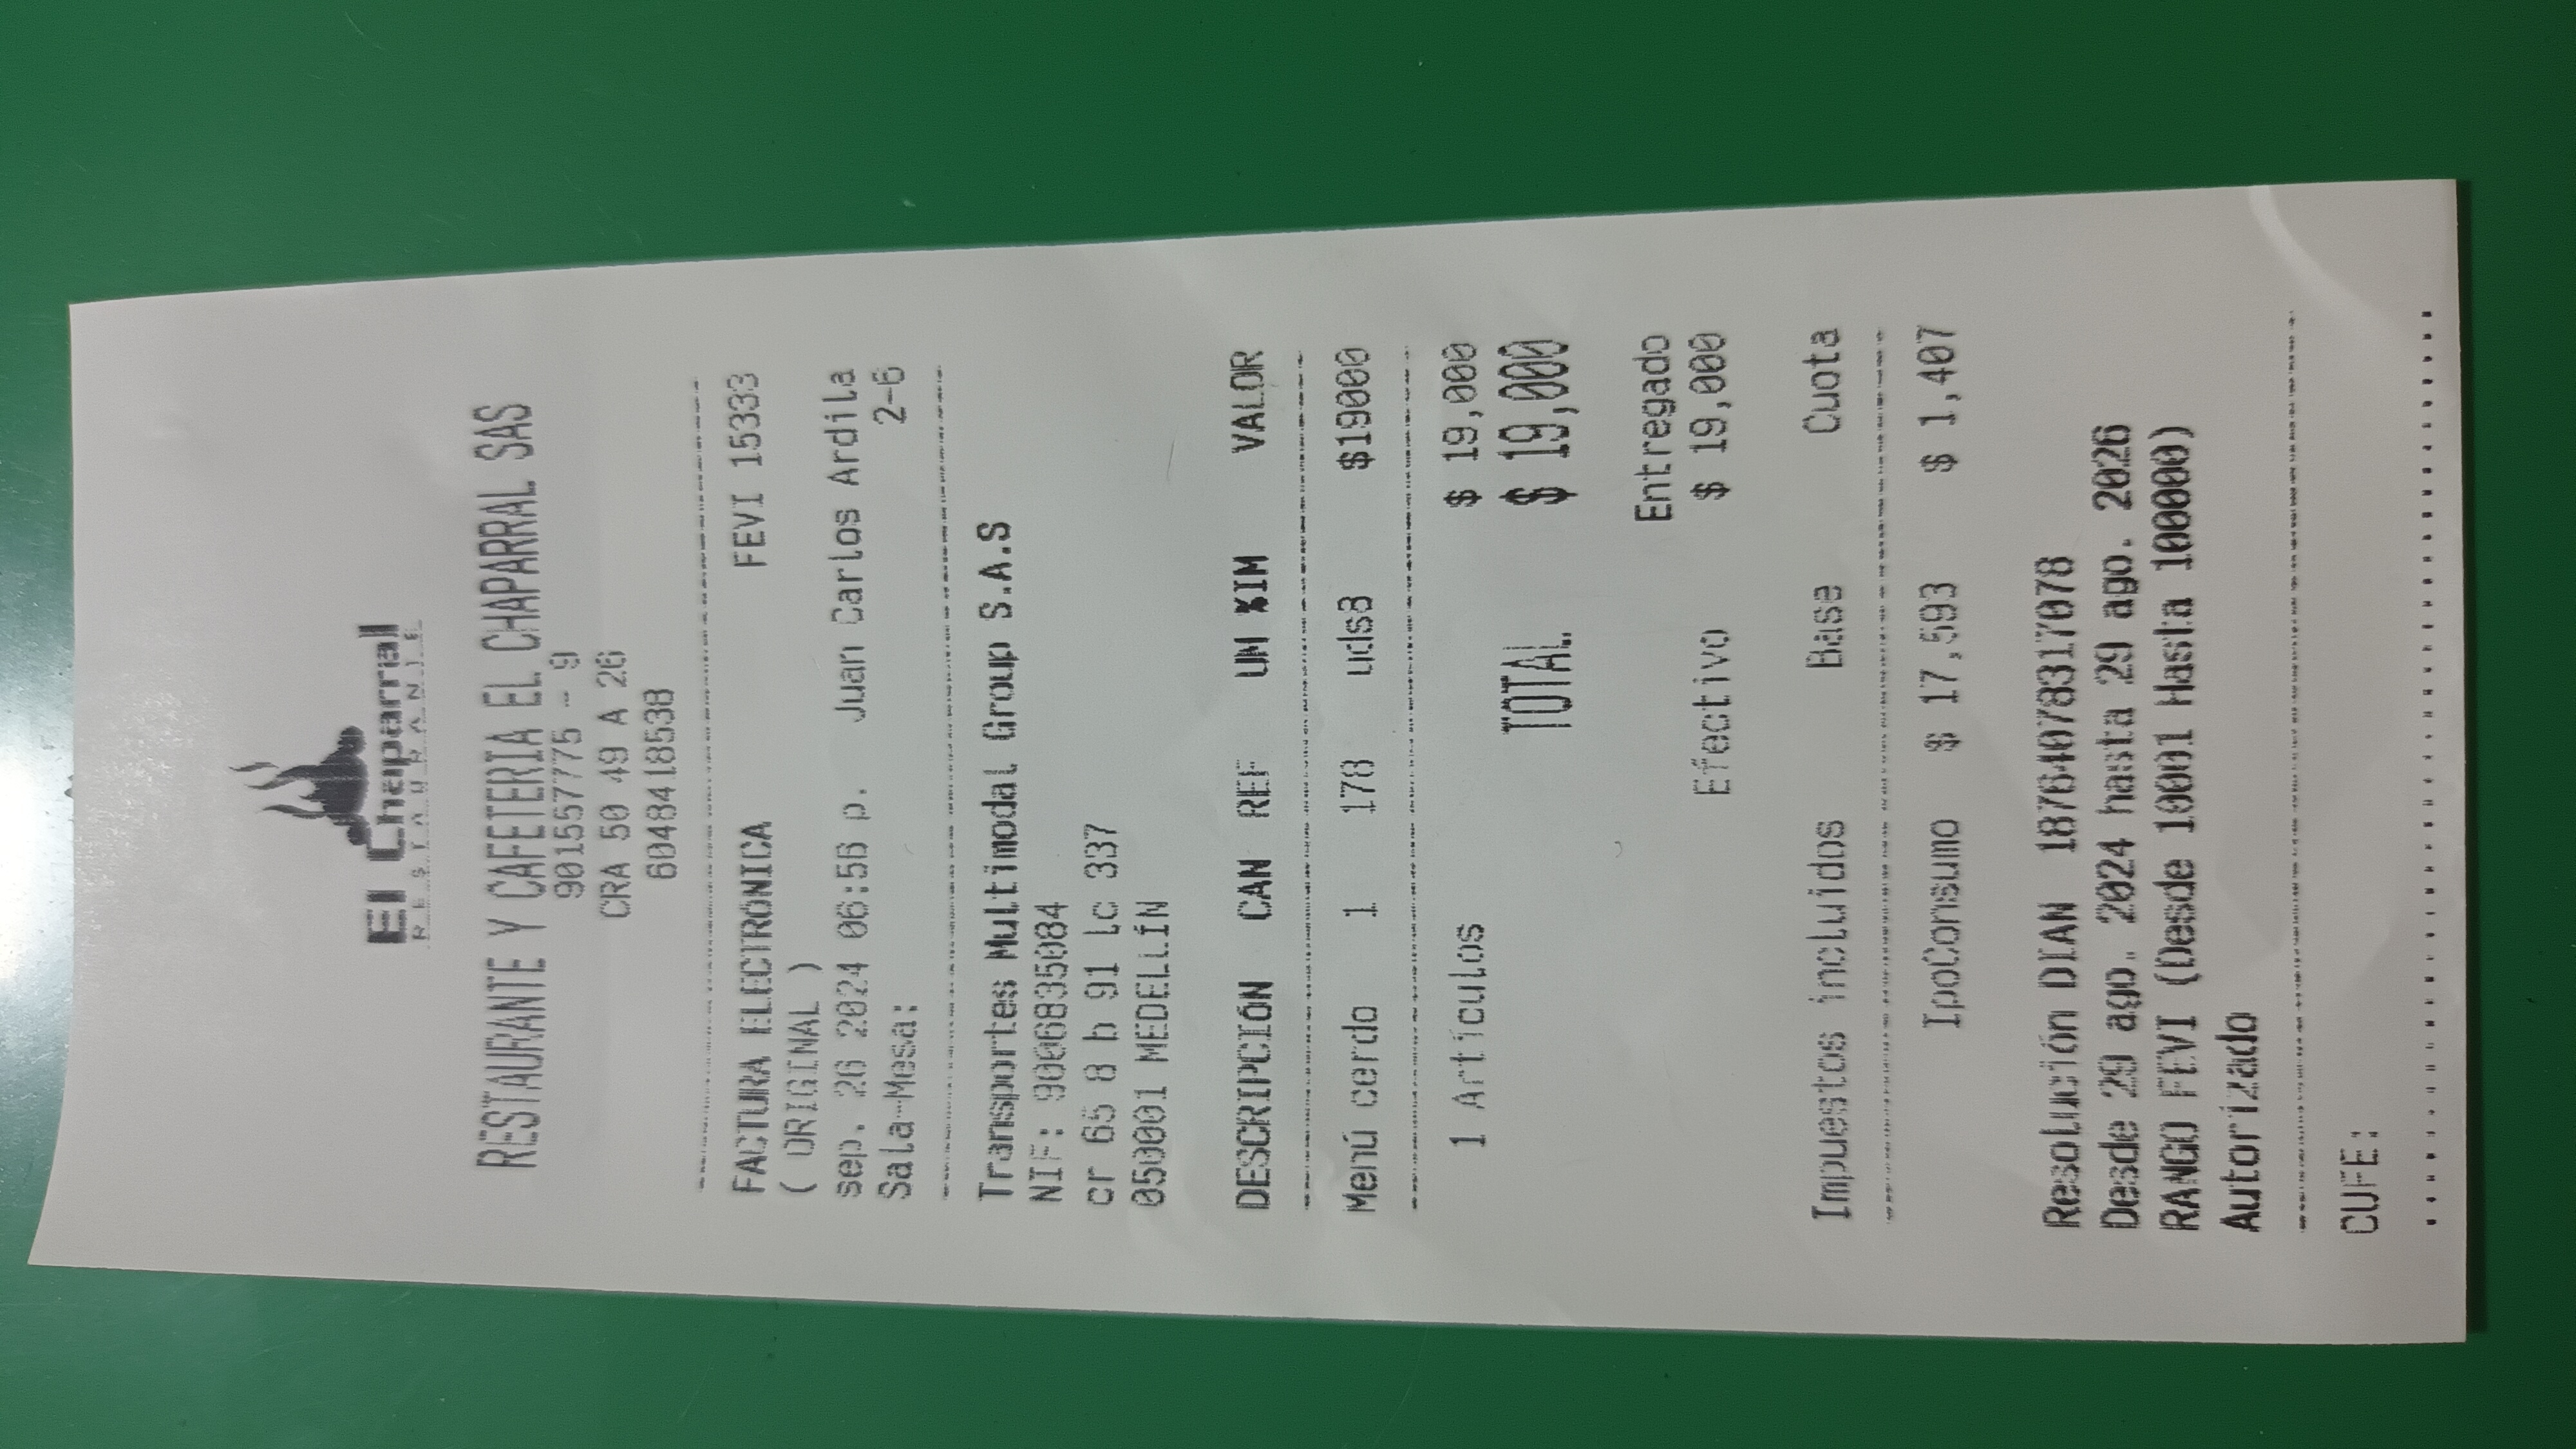 El Chaparral
RESTAURANTE
RESTAURANTE Y CAFETERIA EL CHAPARRAL SAS
901557775 - 9
CRA 50 49 A 26
6048418538
FACTURA ELECTRÓNICA FEVI 15333
( ORIGINAL )
sep. 26 2024 06:56 p. Juan Carlos Ardila
Sala-Mesa: 2-6
Transportes Multimodal Group S.A.S
NIF: 9006835084
cr 65 8 b 91 lc 337
050001 MEDELLÍN
DESCRIPCIÓN CAN REF UM %IM VALOR
Menú cerdo 1 178 uds8 $19000
1 Artículos $ 19,000
TOTAL $ 19,000
Entregado
Efectivo $ 19,000
Impuestos incluidos Base Cuota
IpoConsumo $ 17,593 $ 1,407
Resolución DIAN 18764078317078
Desde 29 ago. 2024 hasta 29 ago. 2026
RANGO FEVI (Desde 10001 Hasta 100000)
Autorizado
CUFE: